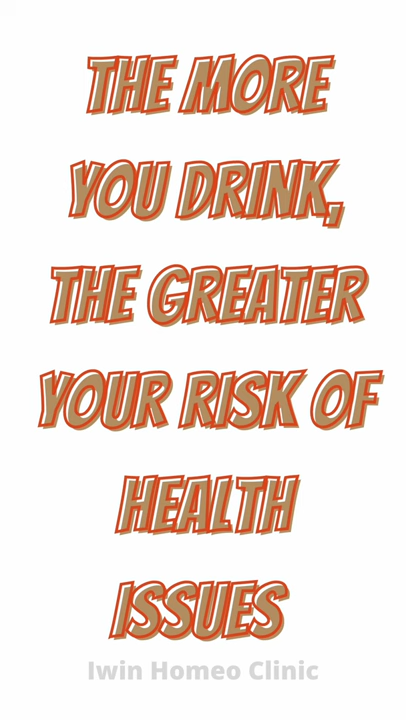 THE MORE
YOU DRINK,
THE GREATER
YOUR RISK OF
HEALTH
ISSUES
Iwin Homeo Clinic